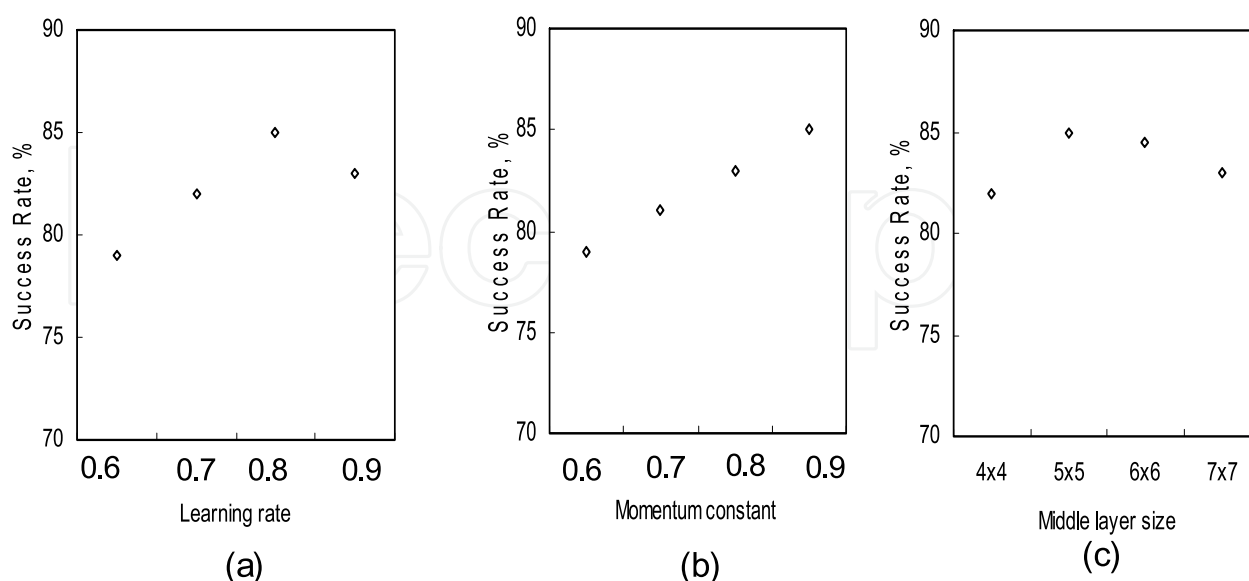 90
85
80
75
70
Success Rate, %
0.6 0.7 0.8 0.9
Learning rate
(a)
90
85
80
75
70
Success Rate, %
0.6 0.7 0.8 0.9
Momentum constant
(b)
90
85
80
75
70
Success Rate, %
4x4 5x5 6x6 7x7
Middle layer size
(c)